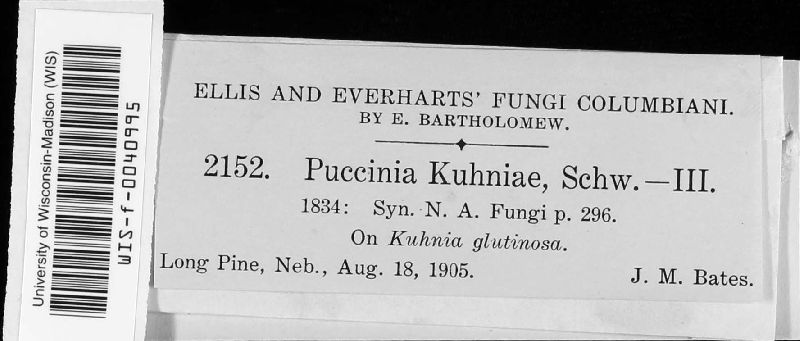 University of Wisconsin-Madison (WIS)
WIS-f-0040995
ELLIS AND EVERHARTS' FUNGI COLUMBIANI.
BY E. BARTHOLOMEW.
2152. Puccinia Kuhniae, Schw.—III.
1834: Syn. N. A. Fungi p. 296.
On Kuhnia glutinosa.
Long Pine, Neb., Aug. 18, 1905. J. M. Bates.